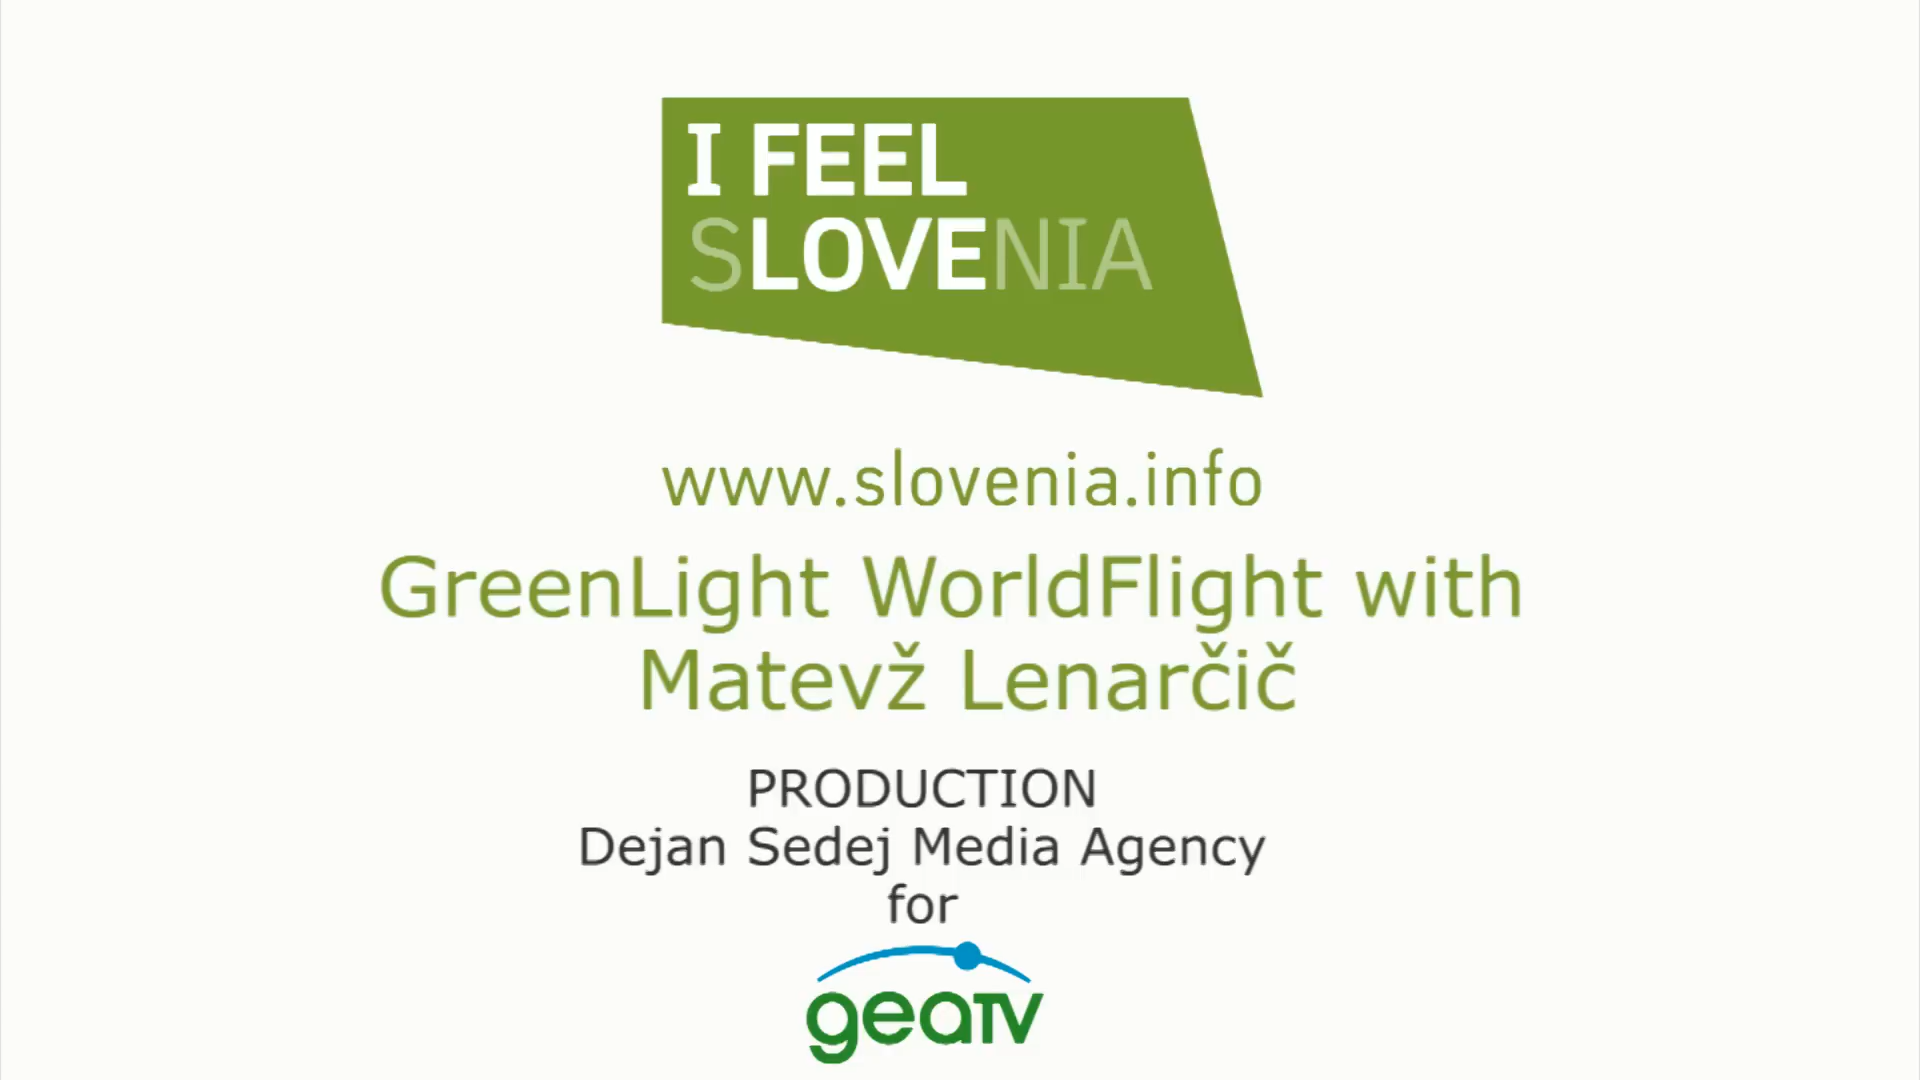 I FEEL
SLOVENIA
www.slovenia.info
GreenLight WorldFlight with
Matevž Lenarčič
PRODUCTION
Dejan Sedej Media Agency
for
geaTV